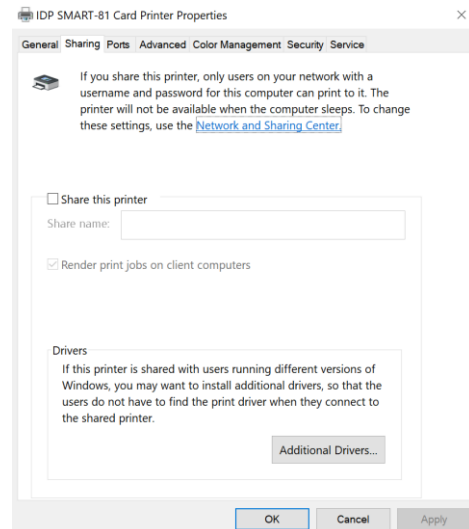 IDP SMART-81 Card Printer Properties
General Sharing Ports Advanced Color Management Security Service
If you share this printer, only users on your network with a
username and password for this computer can print to it. The
printer will not be available when the computer sleeps. To change
these settings, use the Network and Sharing Center.
Share this printer
Share name:
Render print jobs on client computers
Drivers
If this printer is shared with users running different versions of
Windows, you may want to install additional drivers, so that the
users do not have to find the print driver when they connect to
the shared printer.
Additional Drivers...
OK Cancel Apply